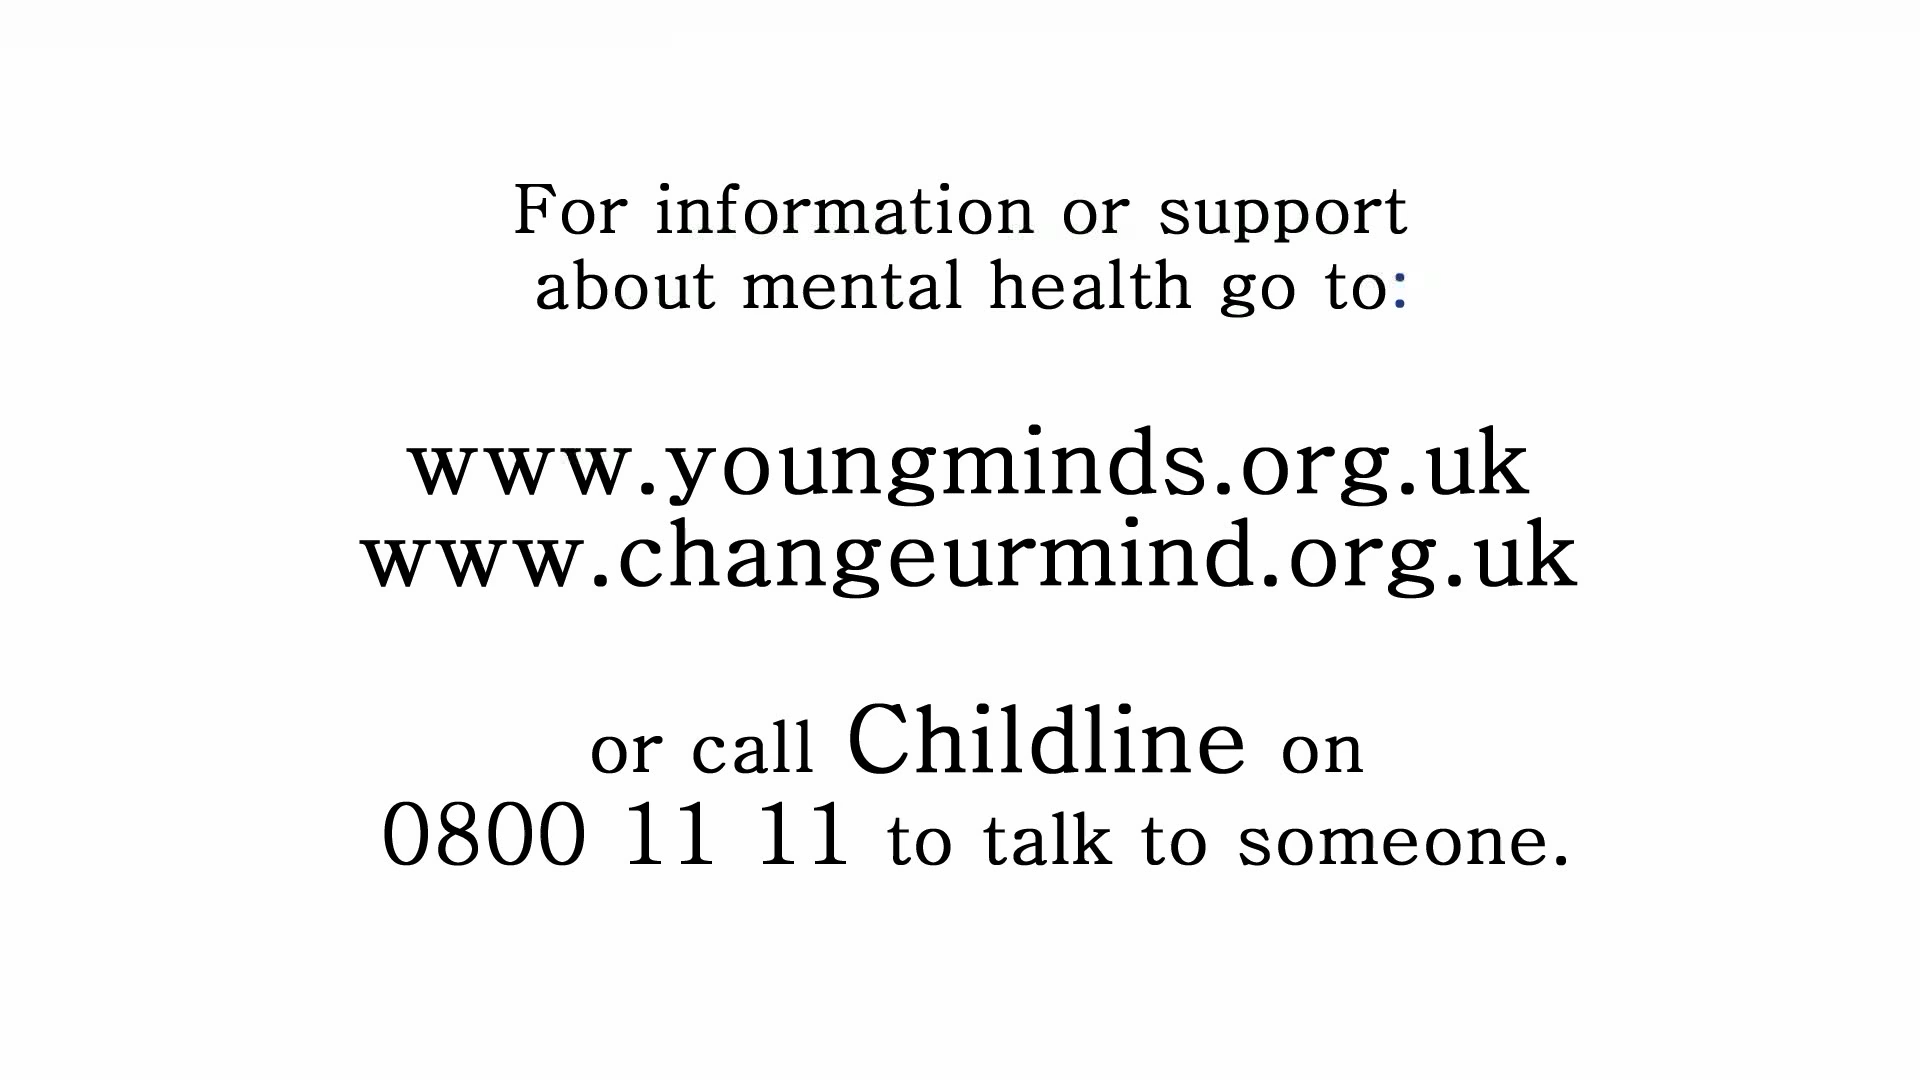 For information or support
about mental health go to:
www.youngminds.org.uk
www.changeurmind.org.uk
or call Childline on
0800 11 11 to talk to someone.